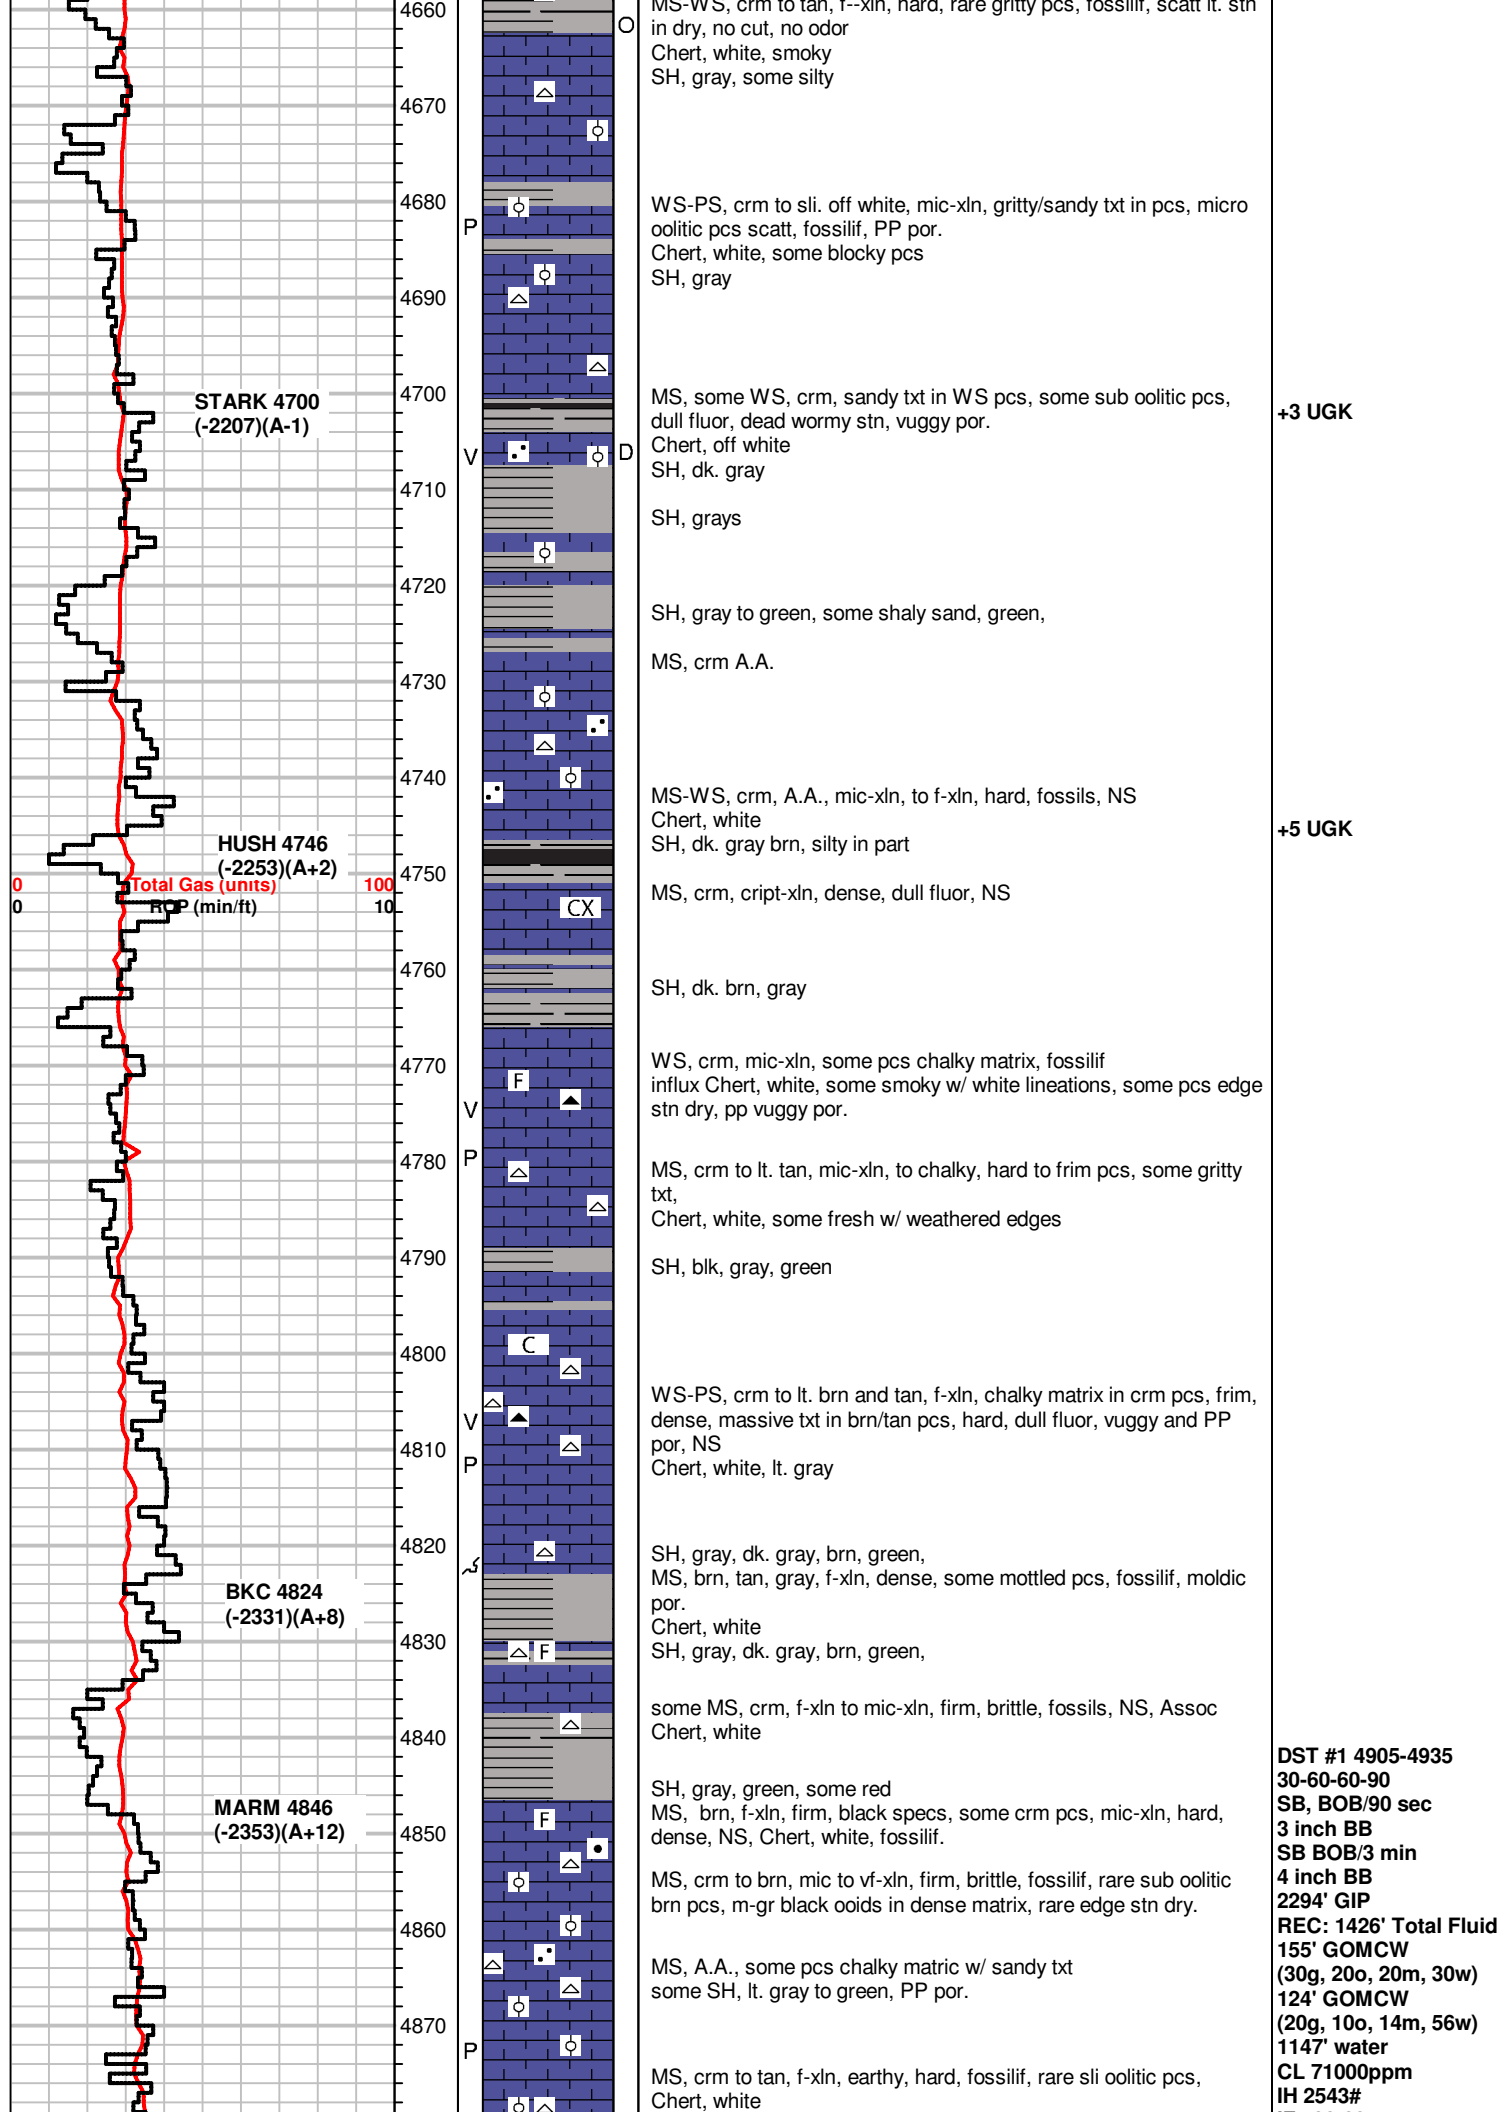 4660
MS-WS, crm to tan, f--xln, hard, rare gritty pcs, fossilif, scatt lt. stn
in dry, no cut, no odor
O
Chert, white, smoky
SH, gray, some silty
4670
4680
P
WS-PS, crm to sli. off white, mic-xln, gritty/sandy txt in pcs, micro
oolitic pcs scatt, fossilif, PP por.
Chert, white, some blocky pcs
SH, gray
4690
4700
STARK 4700
(-2207)(A-1)
MS, some WS, crm, sandy txt in WS pcs, some sub oolitic pcs,
dull fluor, dead wormy stn, vuggy por.
Chert, off white
SH, dk. gray
+3 UGK
V
D
4710
SH, grays
4720
SH, gray to green, some shaly sand, green,
MS, crm A.A.
4730
4740
MS-WS, crm, A.A., mic-xln, to f-xln, hard, fossils, NS
Chert, white
SH, dk. gray brn, silty in part
+5 UGK
HUSH 4746
(-2253)(A+2)
4750
0 Total Gas (units) 100
0 ROP (min/ft) 10
MS, crm, cript-xln, dense, dull fluor, NS
CX
4760
SH, dk. brn, gray
4770
WS, crm, mic-xln, some pcs chalky matrix, fossilif
influx Chert, white, some smoky w/ white lineations, some pcs edge
stn dry, pp vuggy por.
F
V
4780
P
MS, crm to lt. tan, mic-xln, to chalky, hard to frim pcs, some gritty
txt,
Chert, white, some fresh w/ weathered edges
4790
SH, blk, gray, green
4800
C
WS-PS, crm to lt. brn and tan, f-xln, chalky matrix in crm pcs, frim,
dense, massive txt in brn/tan pcs, hard, dull fluor, vuggy and PP
por, NS
Chert, white, lt. gray
V
4810
P
4820
SH, gray, dk. gray, brn, green,
MS, brn, tan, gray, f-xln, dense, some mottled pcs, fossilif, moldic
por.
Chert, white
SH, gray, dk. gray, brn, green,
BKC 4824
(-2331)(A+8)
4830
F
some MS, crm, f-xln to mic-xln, firm, brittle, fossils, NS, Assoc
Chert, white
4840
SH, gray, green, some red
MS, brn, f-xln, firm, black specs, some crm pcs, mic-xln, hard,
dense, NS, Chert, white, fossilif.
MARM 4846
(-2353)(A+12)
F
4850
MS, crm to brn, mic to vf-xln, firm, brittle, fossilif, rare sub oolitic
brn pcs, m-gr black ooids in dense matrix, rare edge stn dry.
4860
MS, A.A., some pcs chalky matric w/ sandy txt
some SH, lt. gray to green, PP por.
4870
P
MS, crm to tan, f-xln, earthy, hard, fossilif, rare sli oolitic pcs,
Chert, white
DST #1 4905-4935
30-60-60-90
SB, BOB/90 sec
3 inch BB
SB BOB/3 min
4 inch BB
2294' GIP
REC: 1426' Total Fluid
155' GOMCW
(30g, 20o, 20m, 30w)
124' GOMCW
(20g, 10o, 14m, 56w)
1147' water
CL 71000ppm
IH 2543#